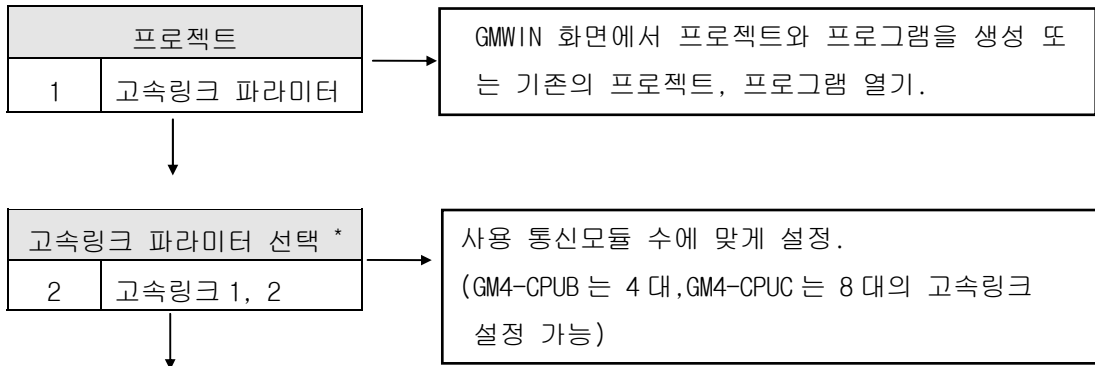 프로젝트
1 고속링크 파라미터
GMWIN 화면에서 프로젝트와 프로그램을 생성 또
는 기존의 프로젝트, 프로그램 열기.
고속링크 파라미터 선택 *
2 고속링크 1, 2
사용 통신모듈 수에 맞게 설정.
(GM4-CPUB 는 4 대,GM4-CPUC 는 8 대의 고속링크
설정 가능)